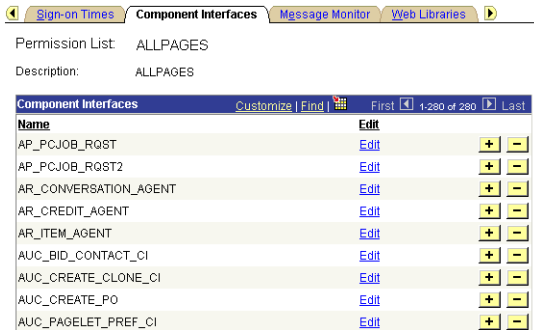 Sign-on Times Component Interfaces Message Monitor Web Libraries
Permission List: ALLPAGES
Description: ALLPAGES
Component Interfaces Customize | Find | First 1-280 of 280 Last
Name Edit
AP_PCJOB_RQST Edit + -
AP_PCJOB_RQST2 Edit + -
AR_CONVERSATION_AGENT Edit + -
AR_CREDIT_AGENT Edit + -
AR_ITEM_AGENT Edit + -
AUC_BID_CONTACT_CI Edit + -
AUC_CREATE_CLONE_CI Edit + -
AUC_CREATE_PO Edit + -
AUC_PAGELET_PREF_CI Edit + -